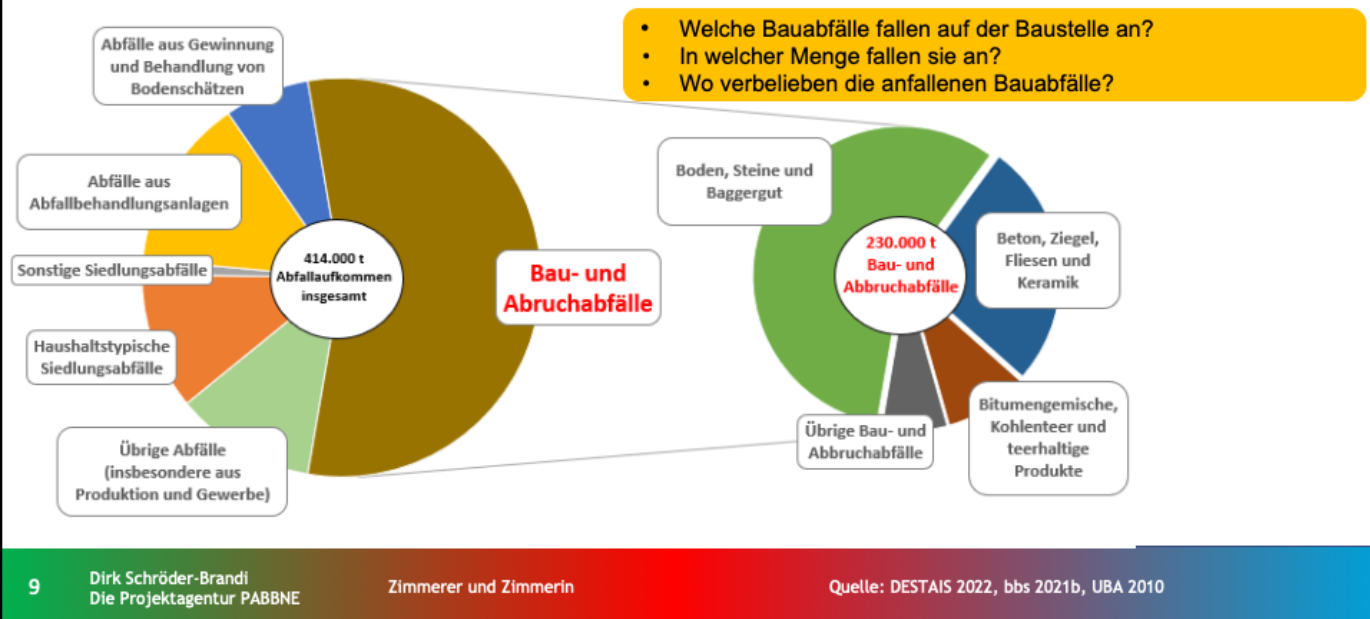 • Welche Bauabfälle fallen auf der Baustelle an?
• In welcher Menge fallen sie an?
• Wo verbelieben die anfallenen Bauabfälle?
Abfälle aus Gewinnung
und Behandlung von
Bodenschätzen
Abfälle aus
Abfallbehandlungsanlagen
Sonstige Siedlungsabfälle
Haushaltstypische
Siedlungsabfälle
Übrige Abfälle
(insbesondere aus
Produktion und Gewerbe)
414.000 t
Abfallaufkommen
insgesamt
Bau- und
Abruchabfälle
Boden, Steine und
Baggergut
230.000 t
Bau- und
Abbruchabfälle
Beton, Ziegel,
Fliesen und
Keramik
Bitumengemische,
Kohlenteer und
teerhaltige
Produkte
Übrige Bau- und
Abbruchabfälle
9
Dirk Schröder-Brandi
Die Projektagentur PABBNE
Zimmerer und Zimmerin
Quelle: DESTAIS 2022, bbs 2021b, UBA 2010